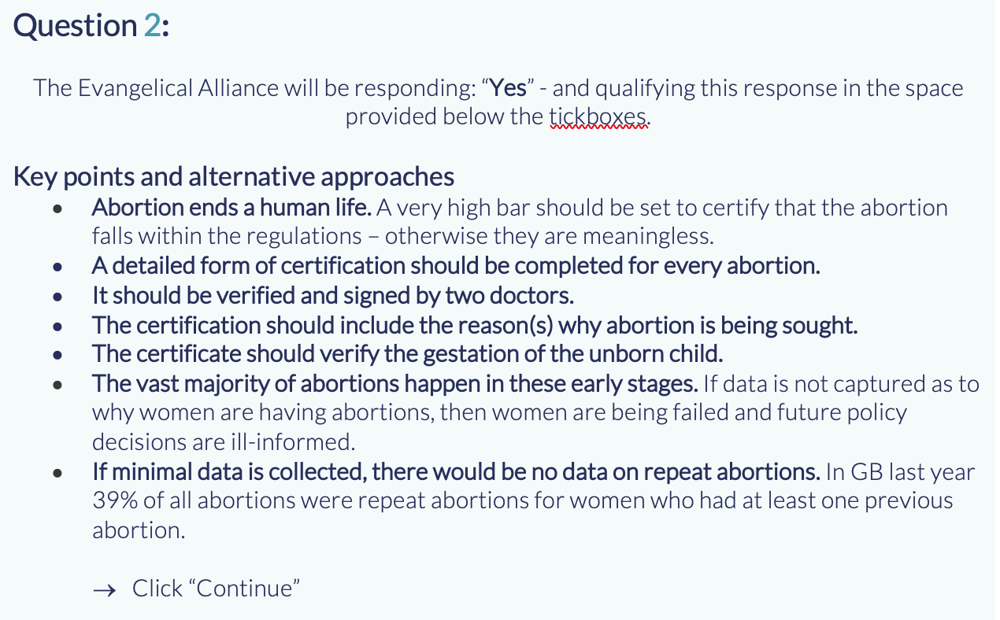 Question 2:
The Evangelical Alliance will be responding: “Yes” - and qualifying this response in the space
provided below the tickboxes.
Key points and alternative approaches
• Abortion ends a human life. A very high bar should be set to certify that the abortion
falls within the regulations – otherwise they are meaningless.
• A detailed form of certification should be completed for every abortion.
• It should be verified and signed by two doctors.
• The certification should include the reason(s) why abortion is being sought.
• The certificate should verify the gestation of the unborn child.
• The vast majority of abortions happen in these early stages. If data is not captured as to
why women are having abortions, then women are being failed and future policy
decisions are ill-informed.
• If minimal data is collected, there would be no data on repeat abortions. In GB last year
39% of all abortions were repeat abortions for women who had at least one previous
abortion.
→ Click “Continue”